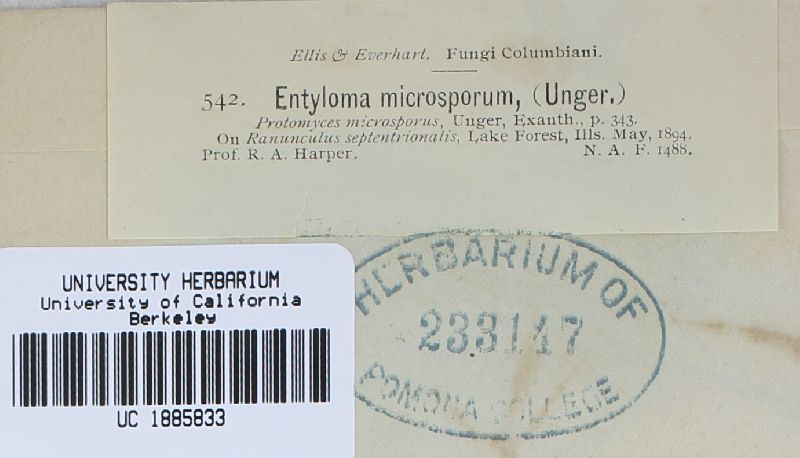 Ellis & Everhart. Fungi Columbiani.
542. Entyloma microsporum, (Unger.)
Protomyces microsporus, Unger, Exanth., p. 343.
On Ranunculus septentrionalis, Lake Forest, Ills. May, 1894.
Prof. R. A. Harper. N. A. F. 1488.
HERBARIUM OF
233147
POMONA COLLEGE
UNIVERSITY HERBARIUM
University of California
Berkeley
UC 1885833